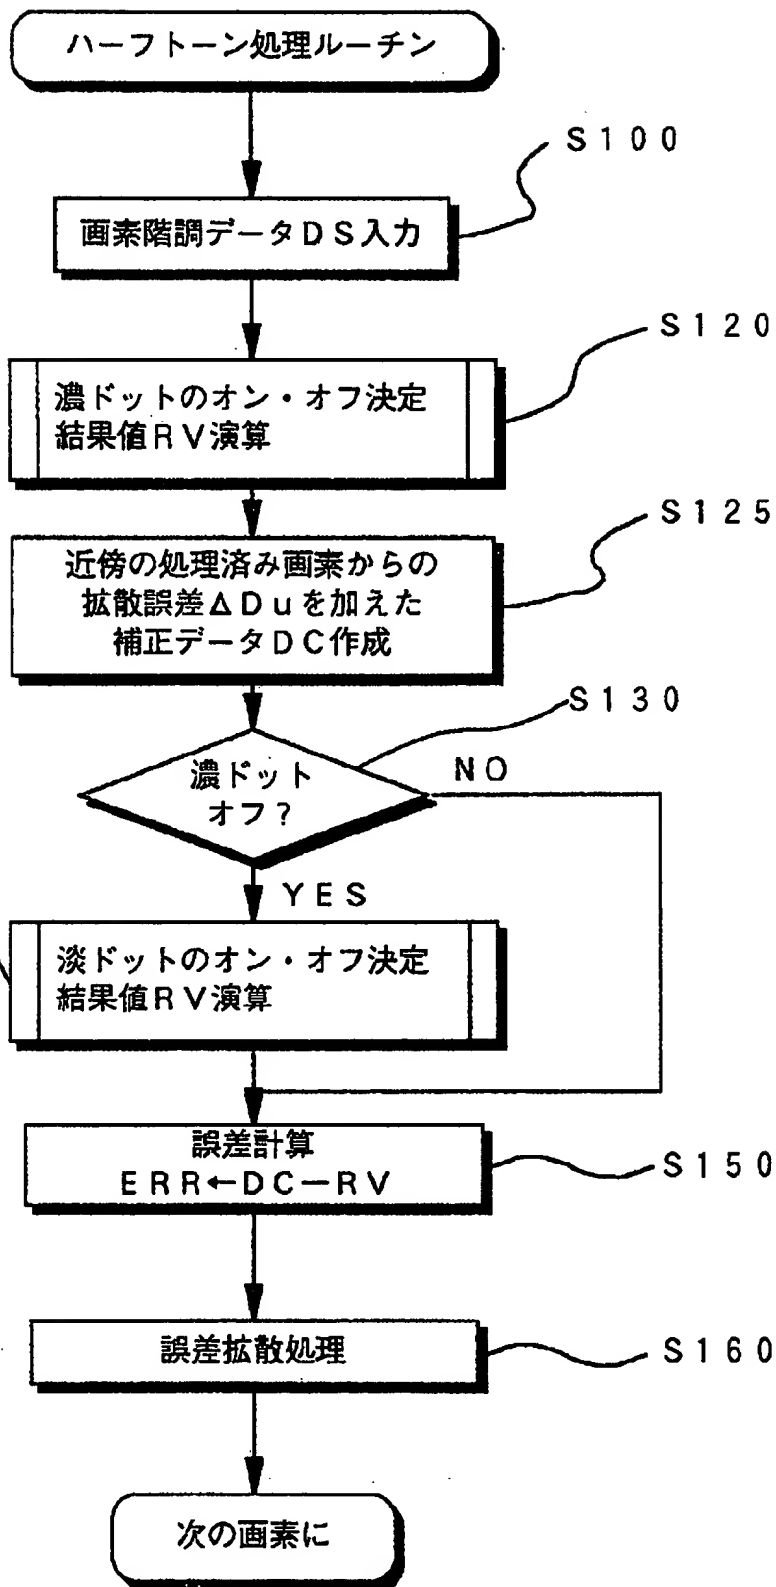 ハーフトーン処理ルーチン
S100
画素階調データDS入力
S120
濃ドットのオン・オフ決定
結果値RV演算
S125
近傍の処理済み画素からの
拡散誤差ΔDuを加えた
補正データDC作成
S130
濃ドット
オフ?
NO
YES
淡ドットのオン・オフ決定
結果値RV演算
誤差計算
ERR←DC−RV
S150
誤差拡散処理
S160
次の画素に